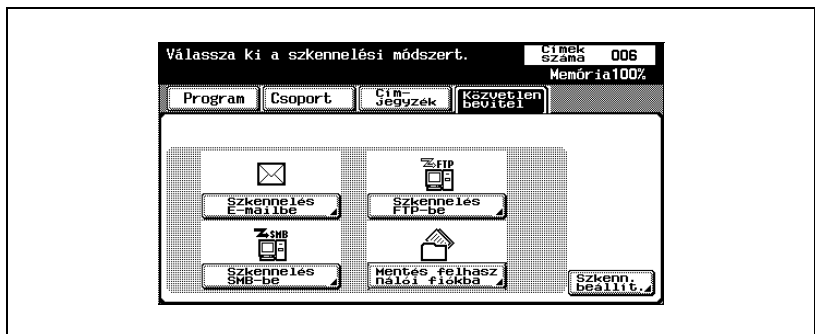 Válassza ki a szkennelési módszert.
Címek
száma 006
Memória100%
Program Csoport Cím-
jegyzék Közvetlen
bevitel
Szkennelés
E-mailbe
FTP
Szkennelés
FTP-be
SMB
Szkennelés
SMB-be
Mentés felhasz
nálói fiókba
Szkenn.
beállít.